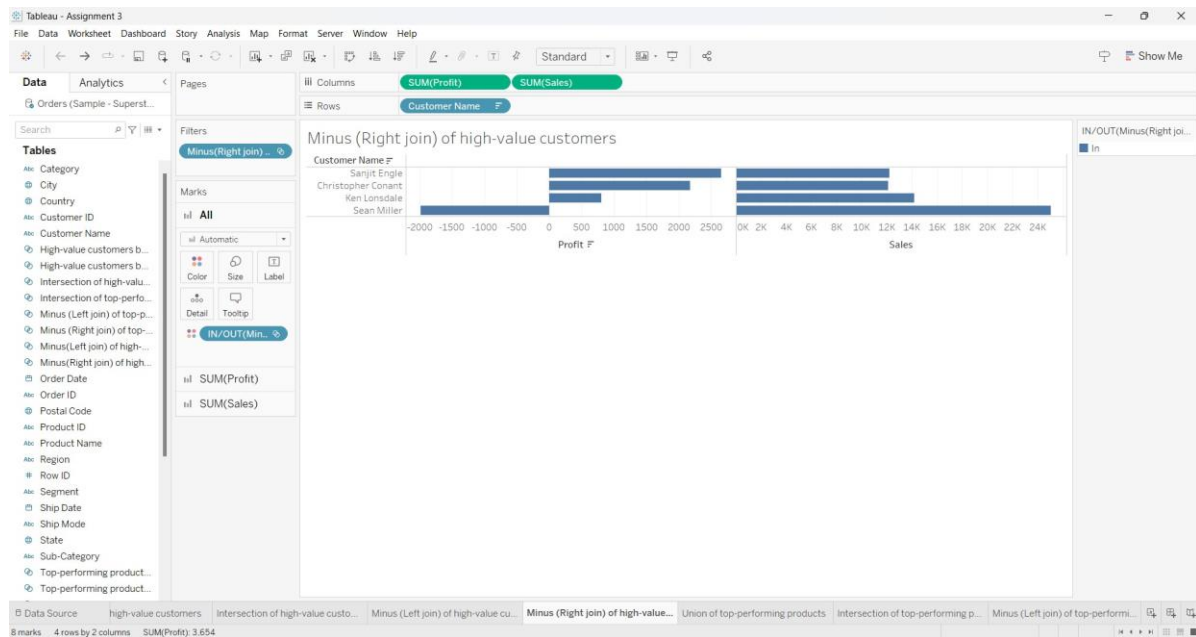 Tableau - Assignment 3
File Data Worksheet Dashboard Story Analysis Map Format Server Window Help
Standard
Show Me
Data Analytics
Orders (Sample - Superst...
Search
Tables
Abc Category
City
Country
Abc Customer ID
Abc Customer Name
High-value customers b...
High-value customers b...
Intersection of high-valu...
Intersection of top-perfo...
Minus (Left join) of top-p...
Minus (Right join) of top-...
Minus(Left join) of high-...
Minus(Right join) of high...
Order Date
Abc Order ID
Postal Code
Abc Product ID
Abc Product Name
Abc Region
# Row ID
Abc Segment
Ship Date
Abc Ship Mode
State
Abc Sub-Category
Top-performing product...
Top-performing product...
Pages
Filters
Minus(Right join) ..
Marks
All
Automatic
Color Size Label
Detail Tooltip
IN/OUT(Min..
SUM(Profit)
SUM(Sales)
Columns SUM(Profit) SUM(Sales)
Rows Customer Name
Minus (Right join) of high-value customers
Customer Name
Sanjit Engle
Christopher Conant
Ken Lonsdale
Sean Miller
-2000 -1500 -1000 -500 0 500 1000 1500 2000 2500 0K 2K 4K 6K 8K 10K 12K 14K 16K 18K 20K 22K 24K
Profit Sales
IN/OUT(Minus(Right joi...
In
Data Source high-value customers Intersection of high-value custo... Minus (Left join) of high-value cu... Minus (Right join) of high-value... Union of top-performing products Intersection of top-performing p... Minus (Left join) of top-performi...
8 marks 4 rows by 2 columns SUM(Profit): 3,654